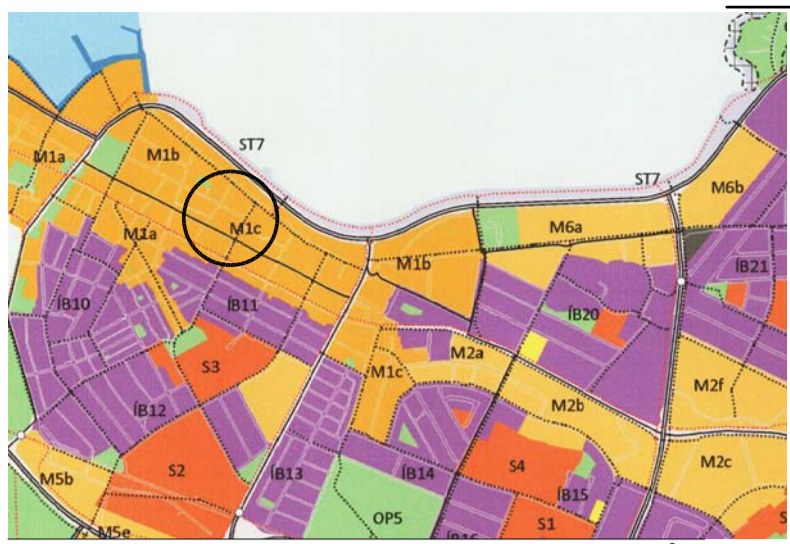 ST7
ST7
M1a
M1b
M6b
M1c
M6a
M1a
M1b
ÍB21
ÍB10
ÍB11
ÍB20
S3
M2a
M1c
M2f
ÍB12
M2b
M5b
S2
ÍB13
ÍB14
S4
M2c
ÍB15
OP5
S1
M5e